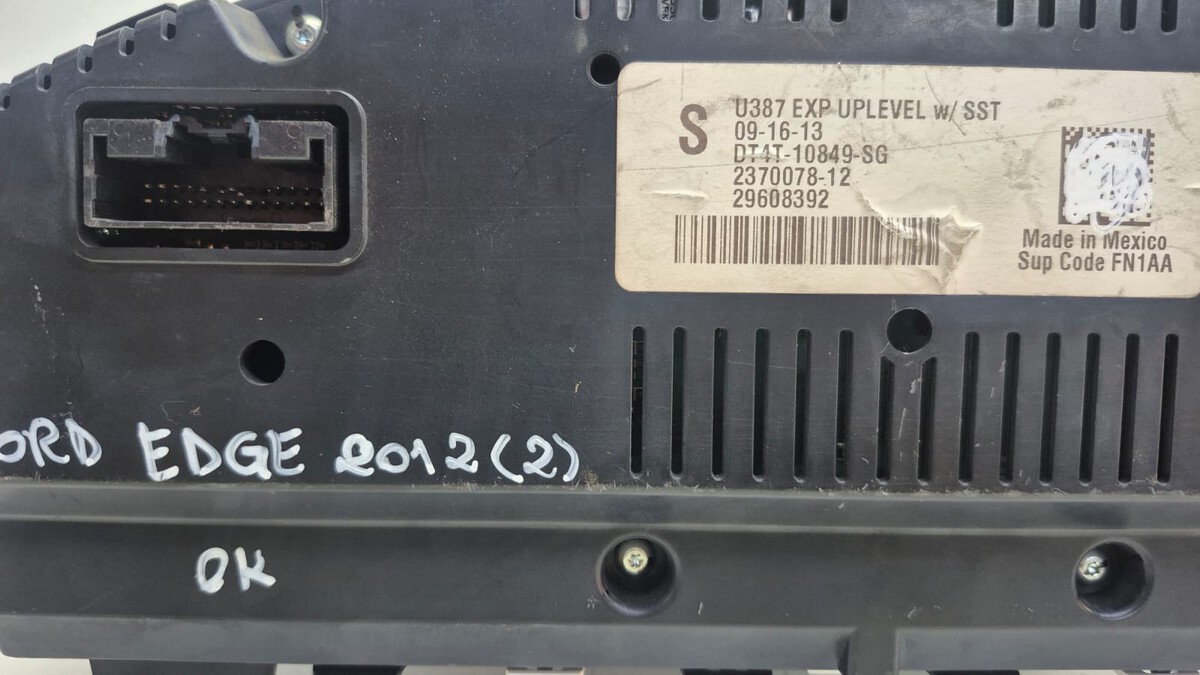 S
U387 EXP UPLEVEL w/ SST
09-16-13
DT4T-10849-SG
2370078-12
29608392
Made in Mexico
Sup Code FN1AA
ORD EDGE 2012 (2)
OK